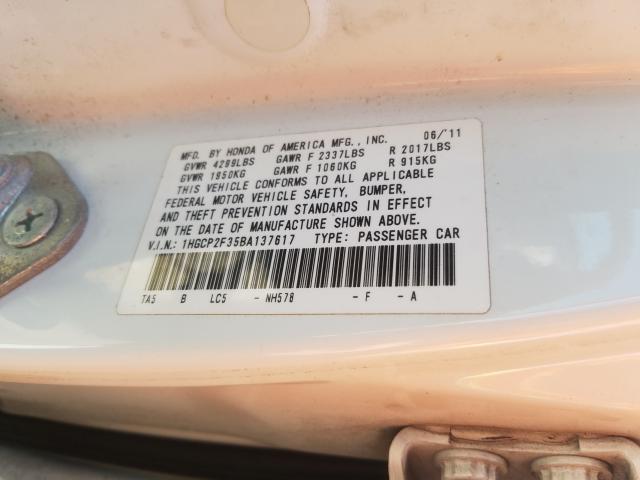 MFD. BY HONDA OF AMERICA MFG., INC. 06/'11
GVWR 4299LBS GAWR F 2337LBS R 2017LBS
GVWR 1950KG GAWR F 1060KG R 915KG
THIS VEHICLE CONFORMS TO ALL APPLICABLE
FEDERAL MOTOR VEHICLE SAFETY, BUMPER,
AND THEFT PREVENTION STANDARDS IN EFFECT
ON THE DATE OF MANUFACTURE SHOWN ABOVE.
V.I.N.: 1HGCP2F35BA137617 TYPE: PASSENGER CAR
TA5 B LC5 - NH578 - F - A